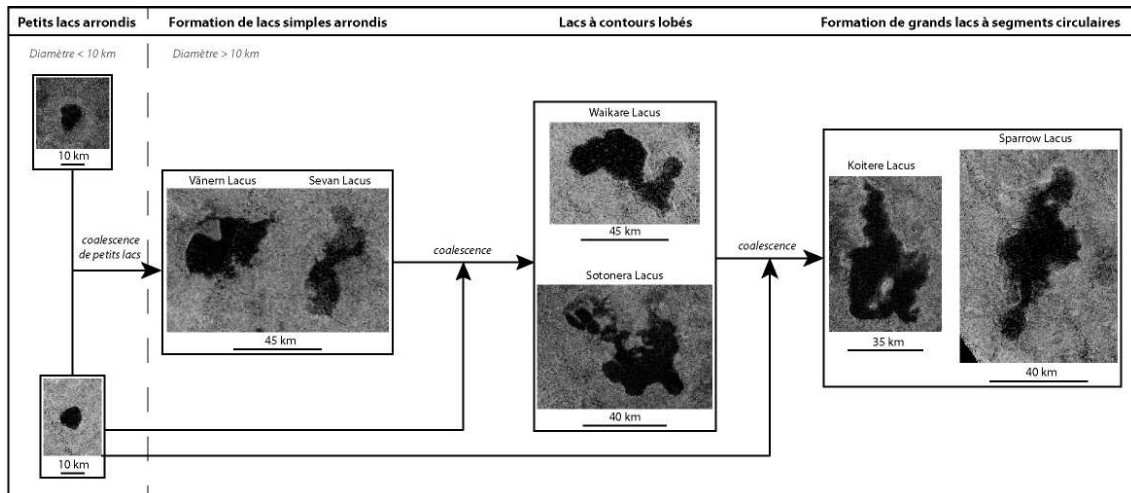 Petits lacs arrondis
Formation de lacs simples arrondis
Lacs à contours lobés
Formation de grands lacs à segments circulaires
Diamètre < 10 km
Diamètre > 10 km
10 km
coalescence
de petits lacs
10 km
Vänern Lacus
Sevan Lacus
45 km
coalescence
Waikare Lacus
45 km
Sotonera Lacus
40 km
coalescence
Koitere Lacus
35 km
Sparrow Lacus
40 km